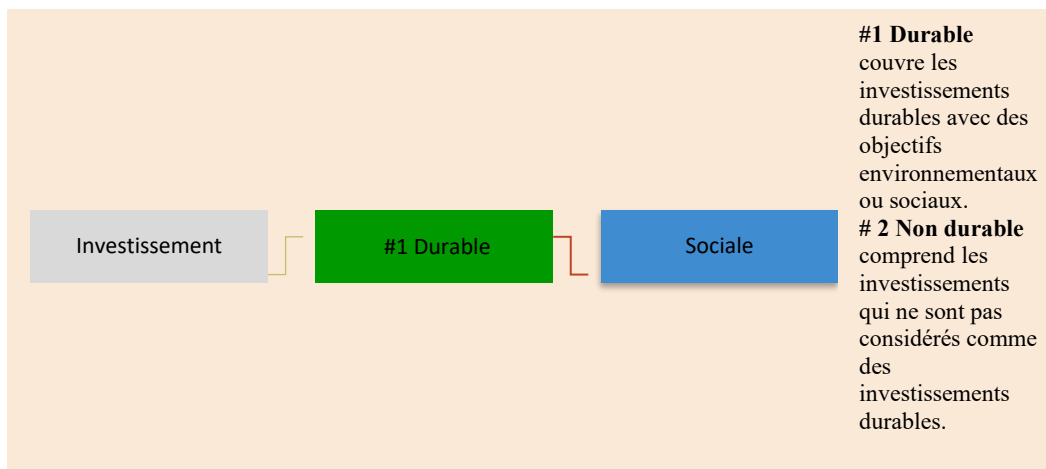 Investissement
#1 Durable
Sociale
#1 Durable
couvre les
investissements
durables avec des
objectifs
environnementaux
ou sociaux.
# 2 Non durable
comprend les
investissements
qui ne sont pas
considérés comme
des
investissements
durables.